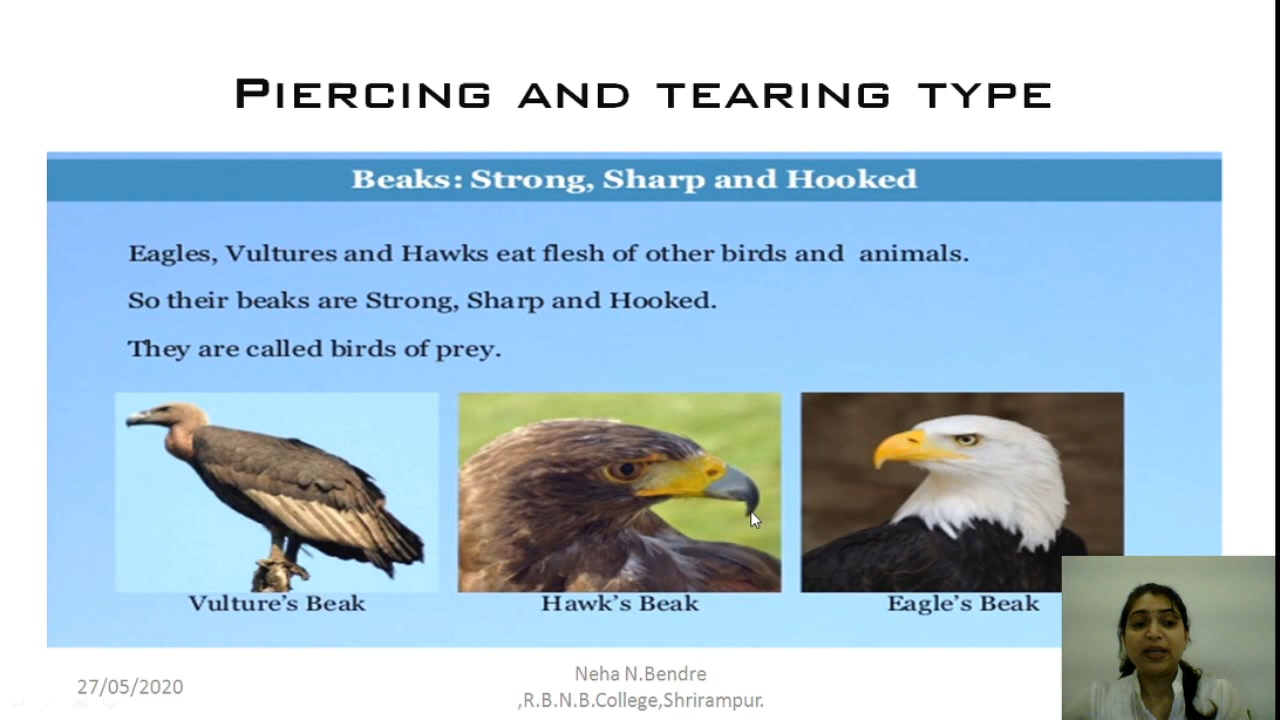 PIERCING AND TEARING TYPE
Beaks: Strong, Sharp and Hooked
Eagles, Vultures and Hawks eat flesh of other birds and animals.
So their beaks are Strong, Sharp and Hooked.
They are called birds of prey.
Vulture's Beak
Hawk's Beak
Eagle's Beak
27/05/2020
Neha N.Bendre
,R.B.N.B.College,Shrirampur.